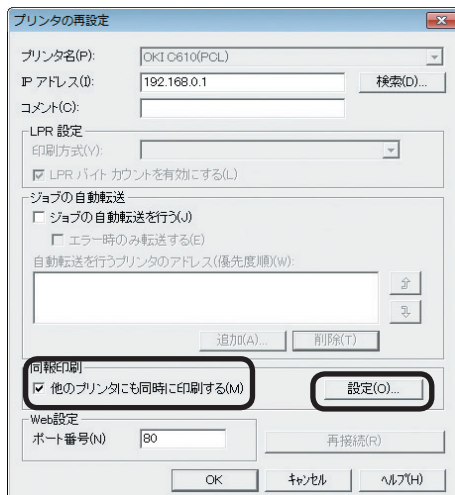 プリンタの再設定
プリンタ名(P): OKI C610(PCL)
IP アドレス(I): 192.168.0.1 検索(D)...
コメント(C):
LPR 設定
印刷方式(Y):
LPR バイト カウントを有効にする(L)
ジョブの自動転送
ジョブの自動転送を行う(J)
エラー時のみ転送する(E)
自動転送を行うプリンタのアドレス(優先度順)(W):
追加(A)... 削除(T)
同報印刷
他のプリンタにも同時に印刷する(M) 設定(O)...
Web設定
ポート番号(N) 80 再接続(R)
OK キャンセル ヘルプ(H)